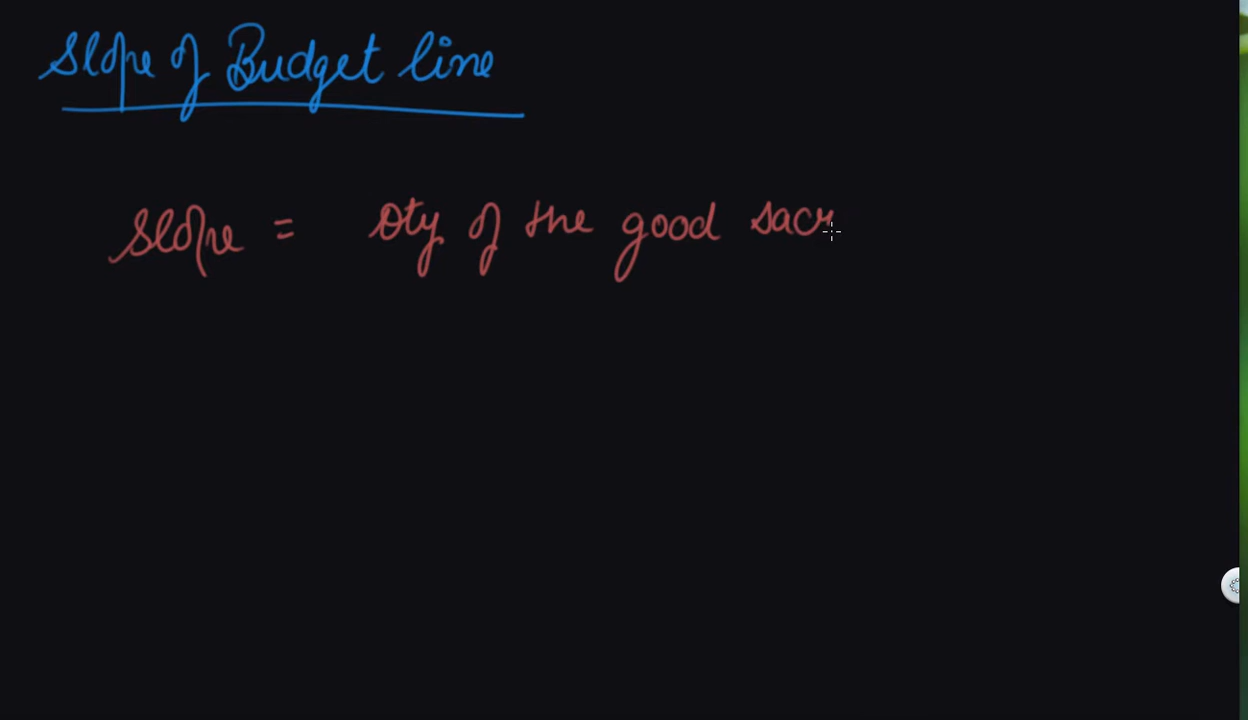 Slope of Budget line
Slope = Qty of the good sacr